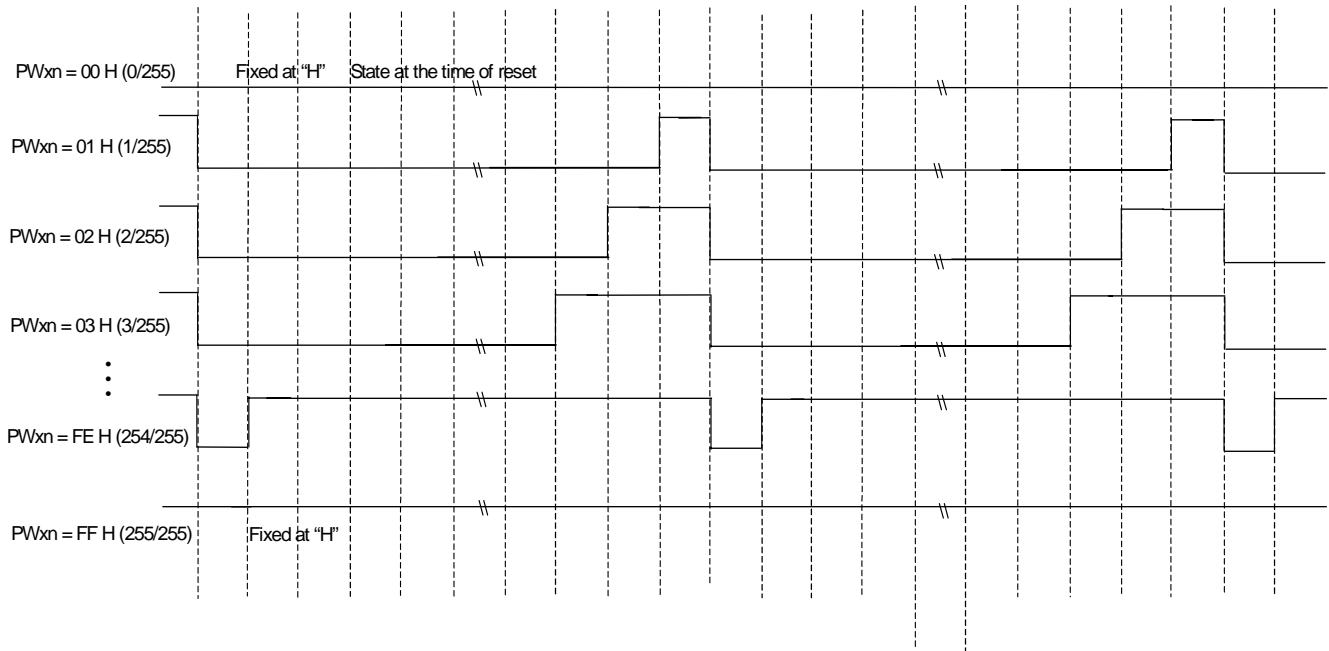 PWxn = 00 H (0/255) Fixed at “H” State at the time of reset
PWxn = 01 H (1/255)
PWxn = 02 H (2/255)
PWxn = 03 H (3/255)
PWxn = FE H (254/255)
PWxn = FF H (255/255) Fixed at “H”